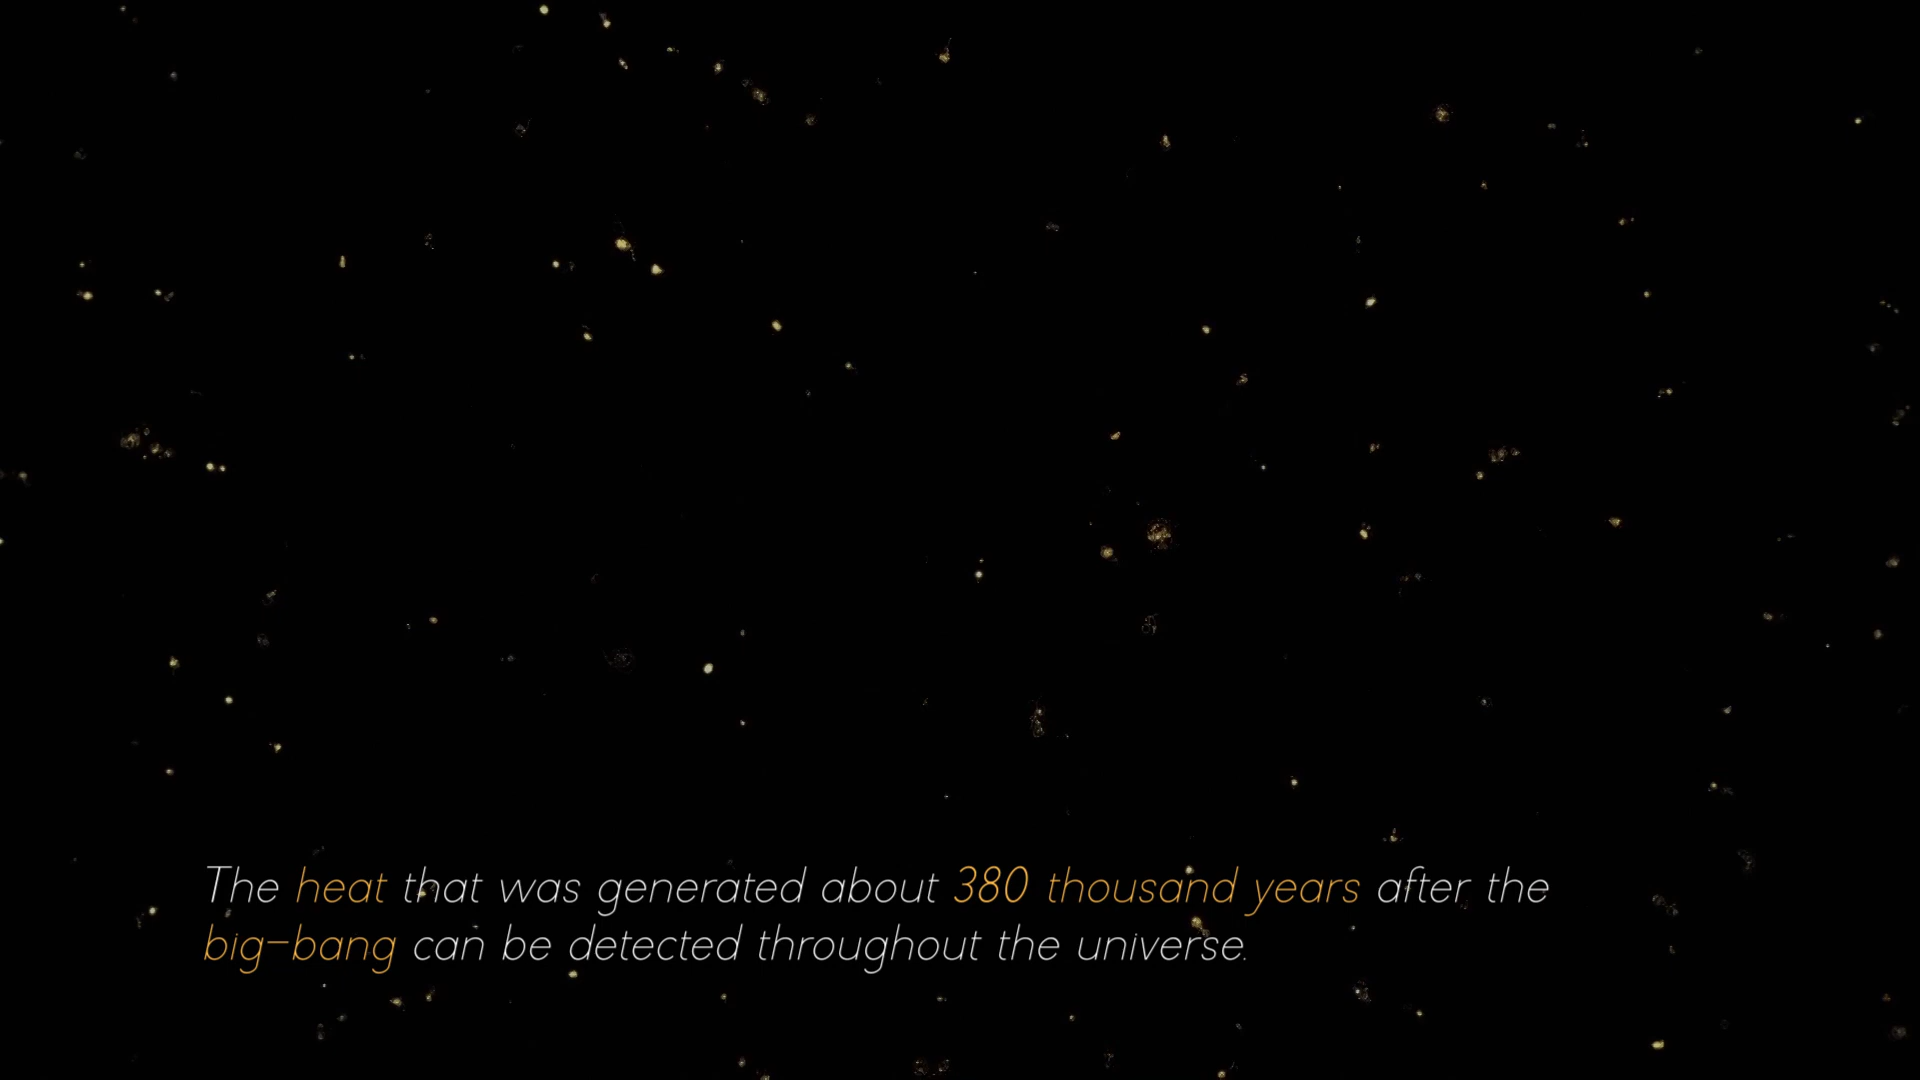 The heat that was generated about 380 thousand years after the
big-bang can be detected throughout the universe.